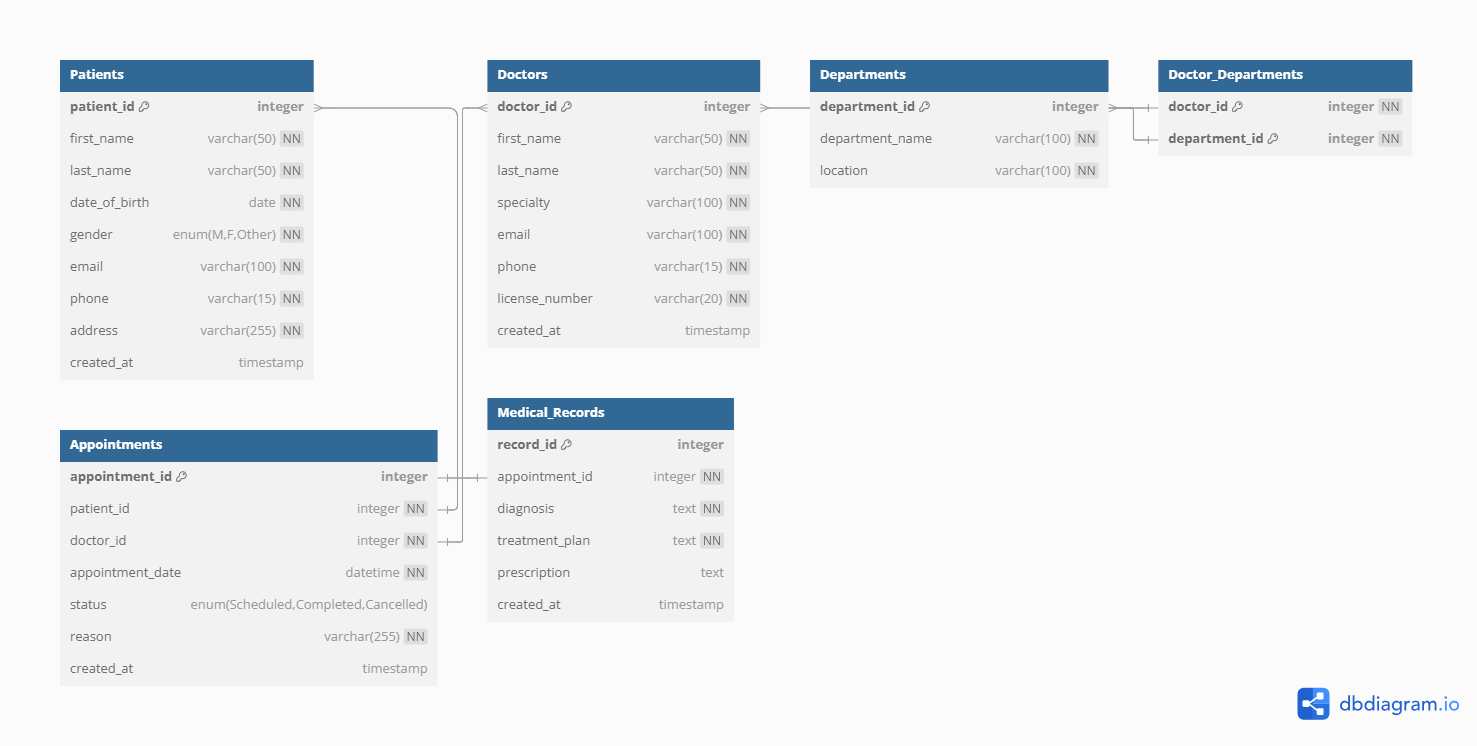 Patients
patient_id integer
first_name varchar(50) NN
last_name varchar(50) NN
date_of_birth date NN
gender enum(M,F,Other) NN
email varchar(100) NN
phone varchar(15) NN
address varchar(255) NN
created_at timestamp
Doctors
doctor_id integer
first_name varchar(50) NN
last_name varchar(50) NN
specialty varchar(100) NN
email varchar(100) NN
phone varchar(15) NN
license_number varchar(20) NN
created_at timestamp
Departments
department_id integer
department_name varchar(100) NN
location varchar(100) NN
Doctor_Departments
doctor_id integer NN
department_id integer NN
Appointments
appointment_id integer
patient_id integer NN
doctor_id integer NN
appointment_date datetime NN
status enum(Scheduled,Completed,Cancelled)
reason varchar(255) NN
created_at timestamp
Medical_Records
record_id integer
appointment_id integer NN
diagnosis text NN
treatment_plan text NN
prescription text
created_at timestamp
dbdiagram.io